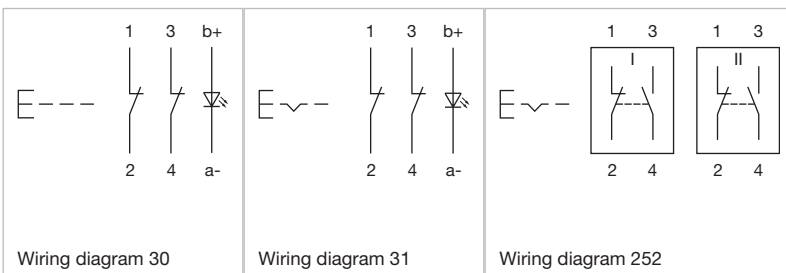 1 3 b+
2 4 a-
Wiring diagram 30
1 3 b+
2 4 a-
Wiring diagram 31
1 3 1 3
I II
2 4 2 4
Wiring diagram 252